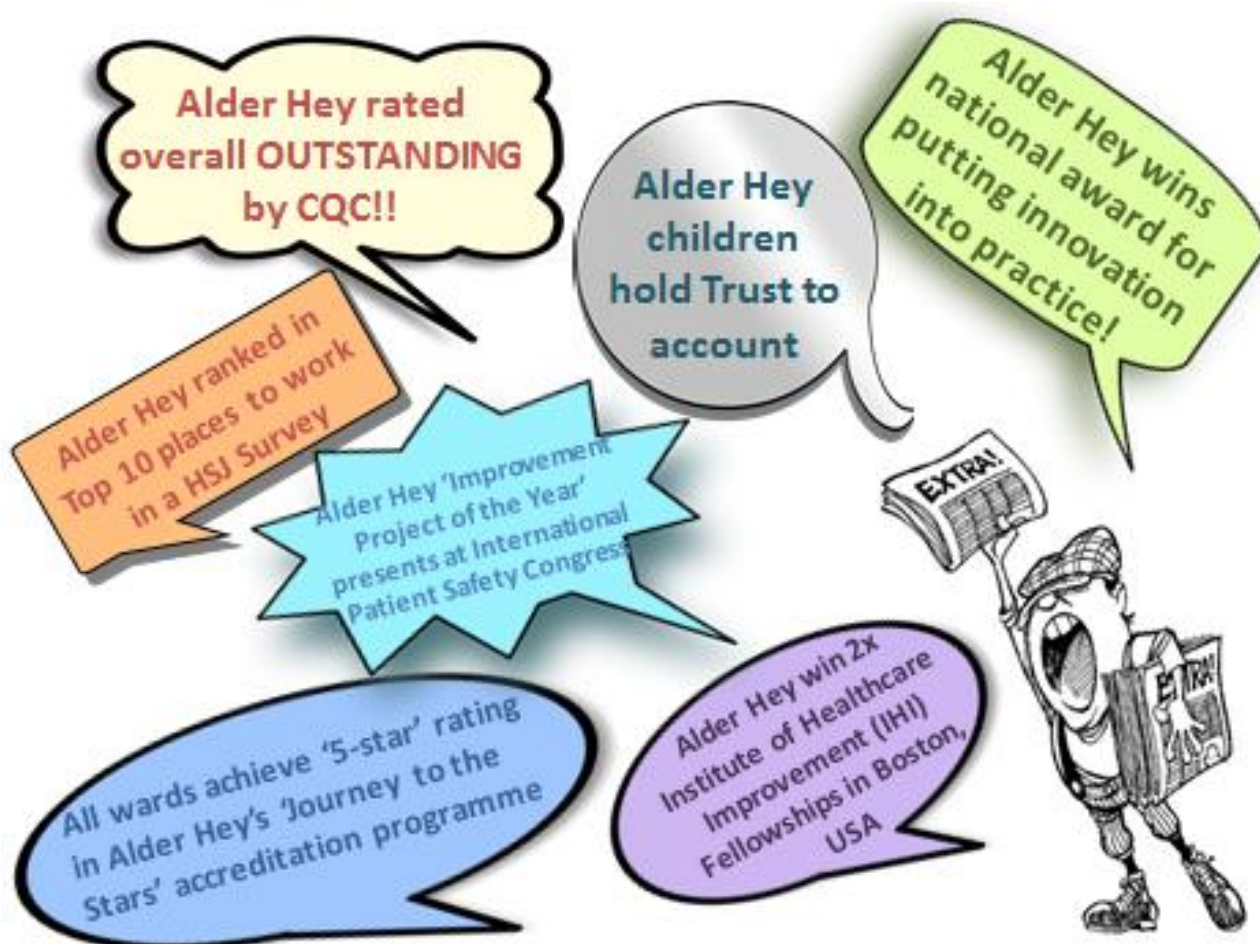 Alder Hey rated
overall OUTSTANDING
by CQC!!
Alder Hey
children
hold Trust to
account
Alder Hey wins
national award for
putting innovation
into practice!
Alder Hey ranked in
Top 10 places to work
in a HSJ Survey
Alder Hey 'Improvement
Project of the Year'
presents at International
Patient Safety Congress
EXTRA!
EXTRA!
All wards achieve '5-star' rating
in Alder Hey's 'Journey to the
Stars' accreditation programme
Alder Hey win 2x
Institute of Healthcare
Improvement (IHI)
Fellowships in Boston,
USA